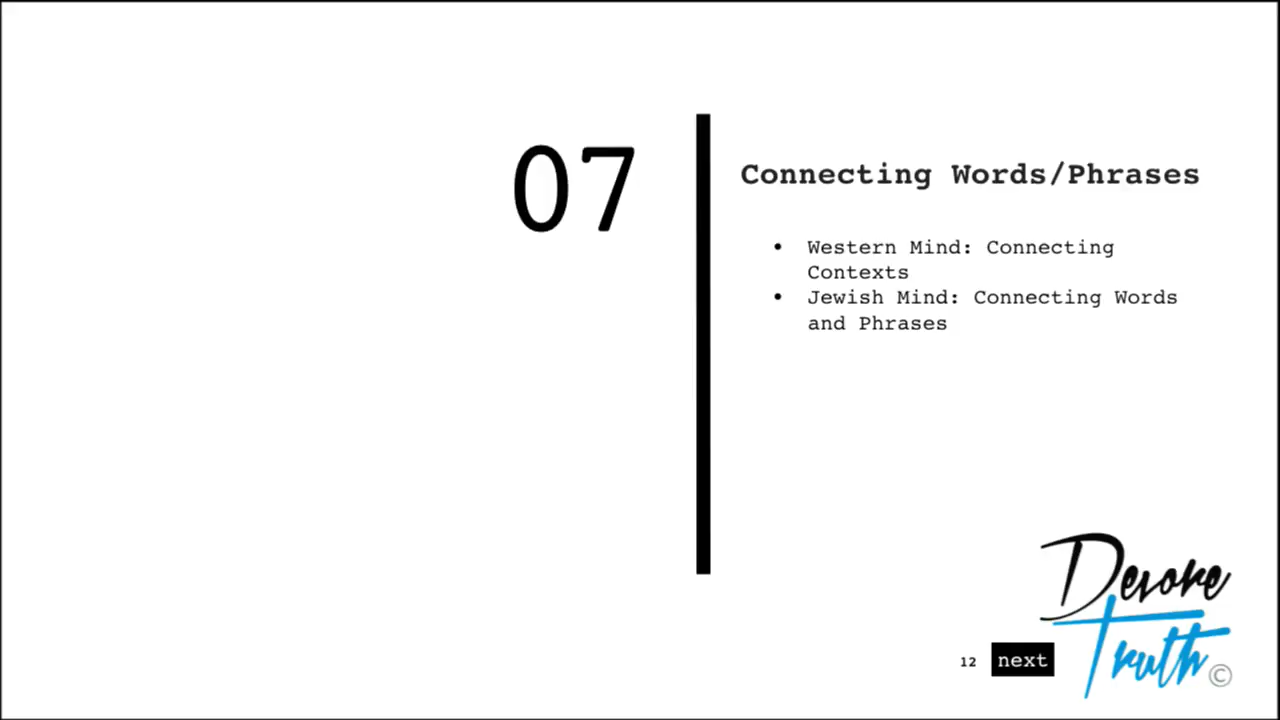 07
Connecting Words/Phrases
• Western Mind: Connecting
Contexts
• Jewish Mind: Connecting Words
and Phrases
12
next
Devore
Truth
©